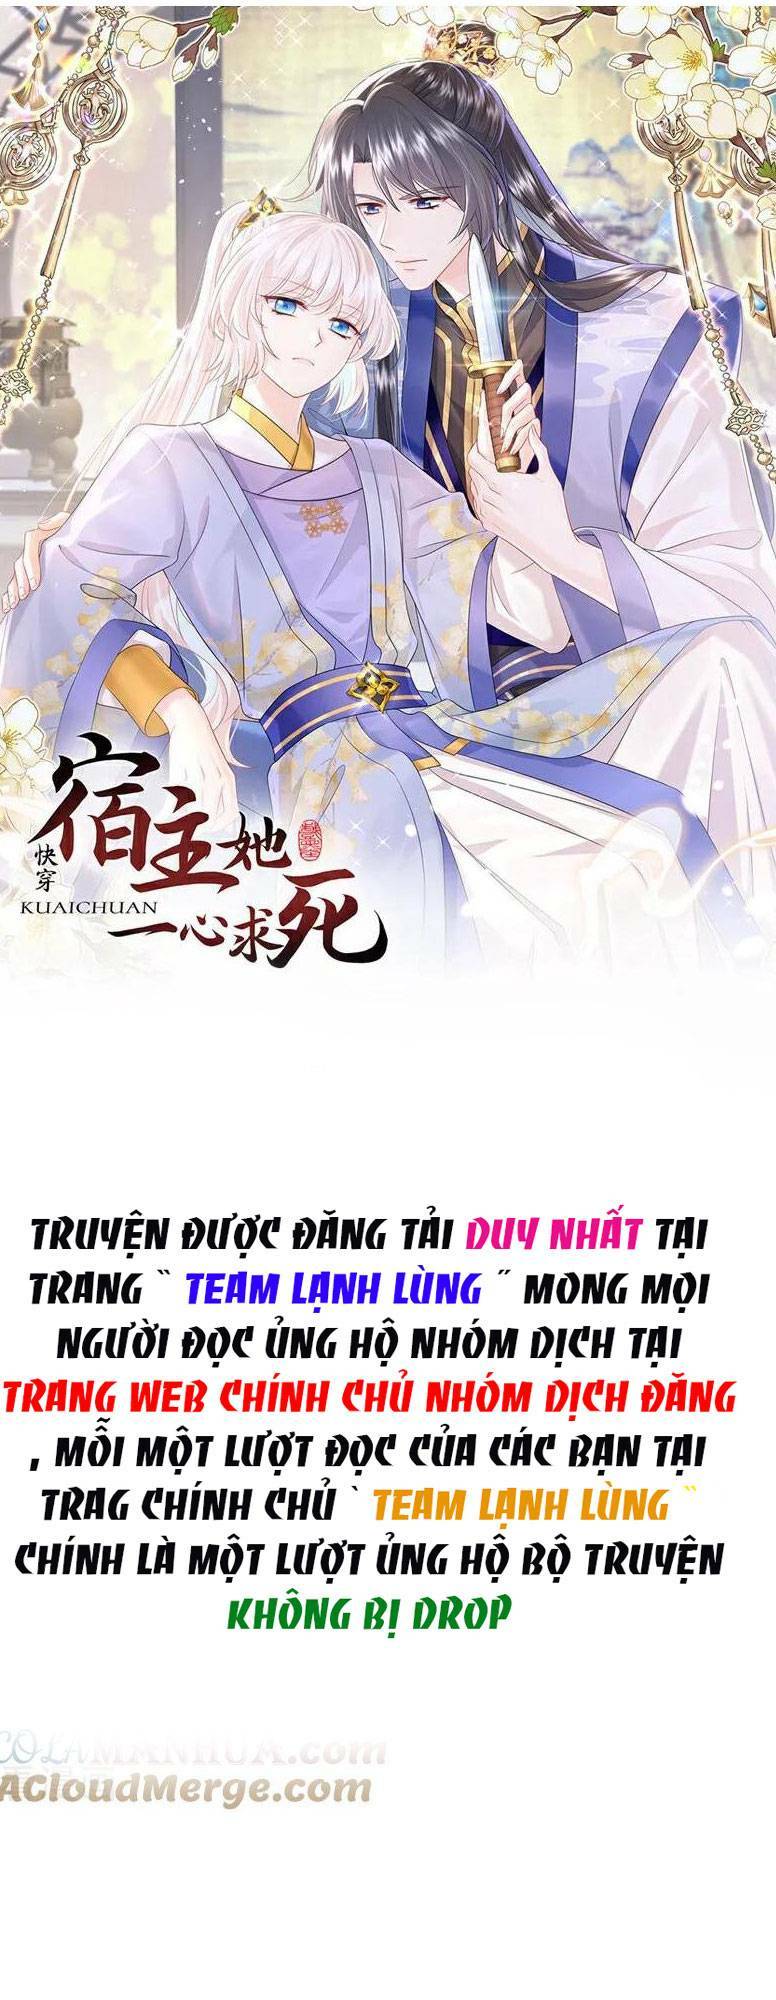 快穿
宿主她
KUAICHUAN
一心求死
TRUYỆN ĐƯỢC ĐĂNG TẢI DUY NHẤT TẠI
TRANG `` TEAM LẠNH LÙNG ˝ MONG MỌI
NGƯỜI ĐỌC ỦNG HỘ NHÓM DỊCH TẠI
TRANG WEB CHÍNH CHỦ NHÓM DỊCH ĐĂNG
, MỖI MỘT LƯỢT ĐỌC CỦA CÁC BẠN TẠI
TRAG CHÍNH CHỦ ` TEAM LẠNH LÙNG ``
CHÍNH LÀ MỘT LƯỢT ỦNG HỘ BỘ TRUYỆN
KHÔNG BỊ DROP
COLAMANHUA.COM
ACloudMerge.com